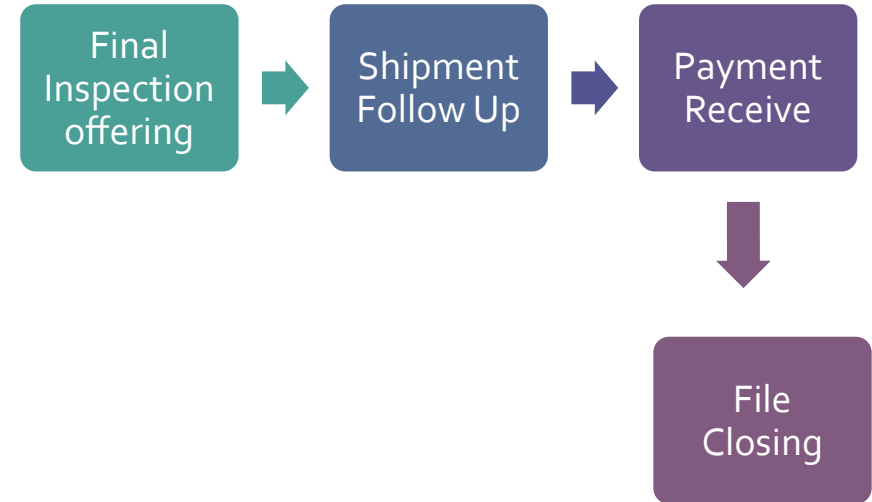 Final
Inspection
offering
Shipment
Follow Up
Payment
Receive
File
Closing